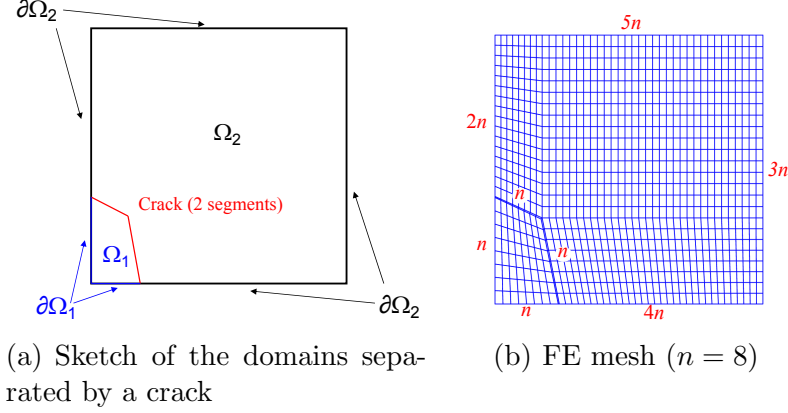 ∂Ω₂
Ω₂
Crack (2 segments)
Ω₁
∂Ω₁
∂Ω₂
(a) Sketch of the domains sepa-
rated by a crack
5n
2n
3n
n
n
n
n
4n
(b) FE mesh (n = 8)